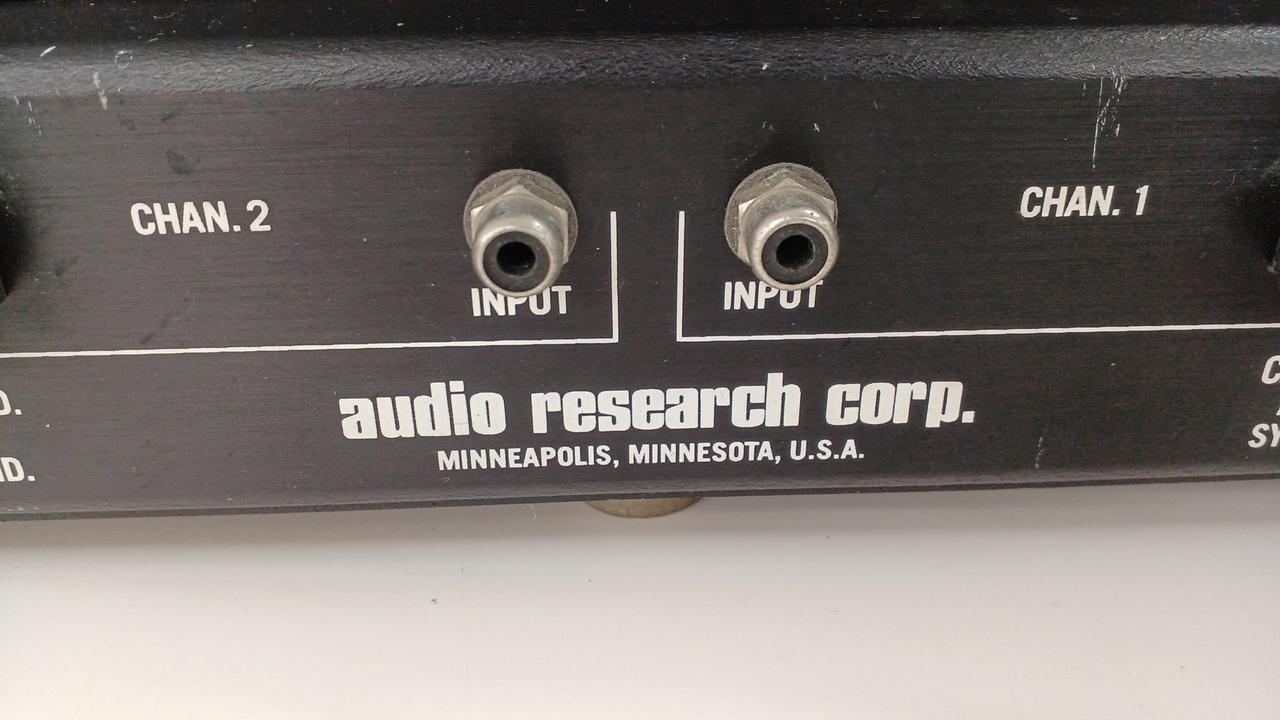 CHAN. 2
CHAN. 1
INPUT
INPUT
audio research corp.
MINNEAPOLIS, MINNESOTA, U.S.A.